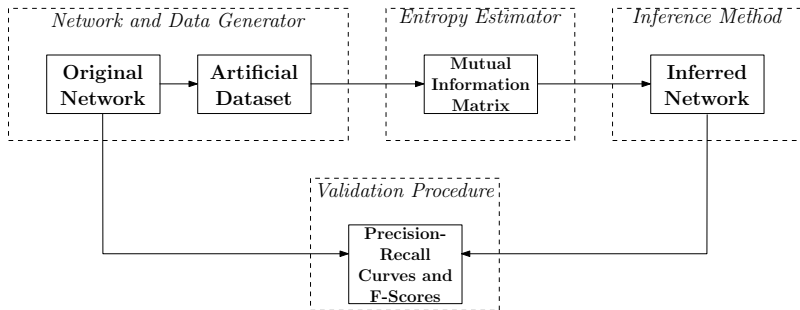 Network and Data Generator
Entropy Estimator
Inference Method
Original
Network
Artificial
Dataset
Mutual
Information
Matrix
Inferred
Network
Validation Procedure
Precision-
Recall
Curves and
F-Scores